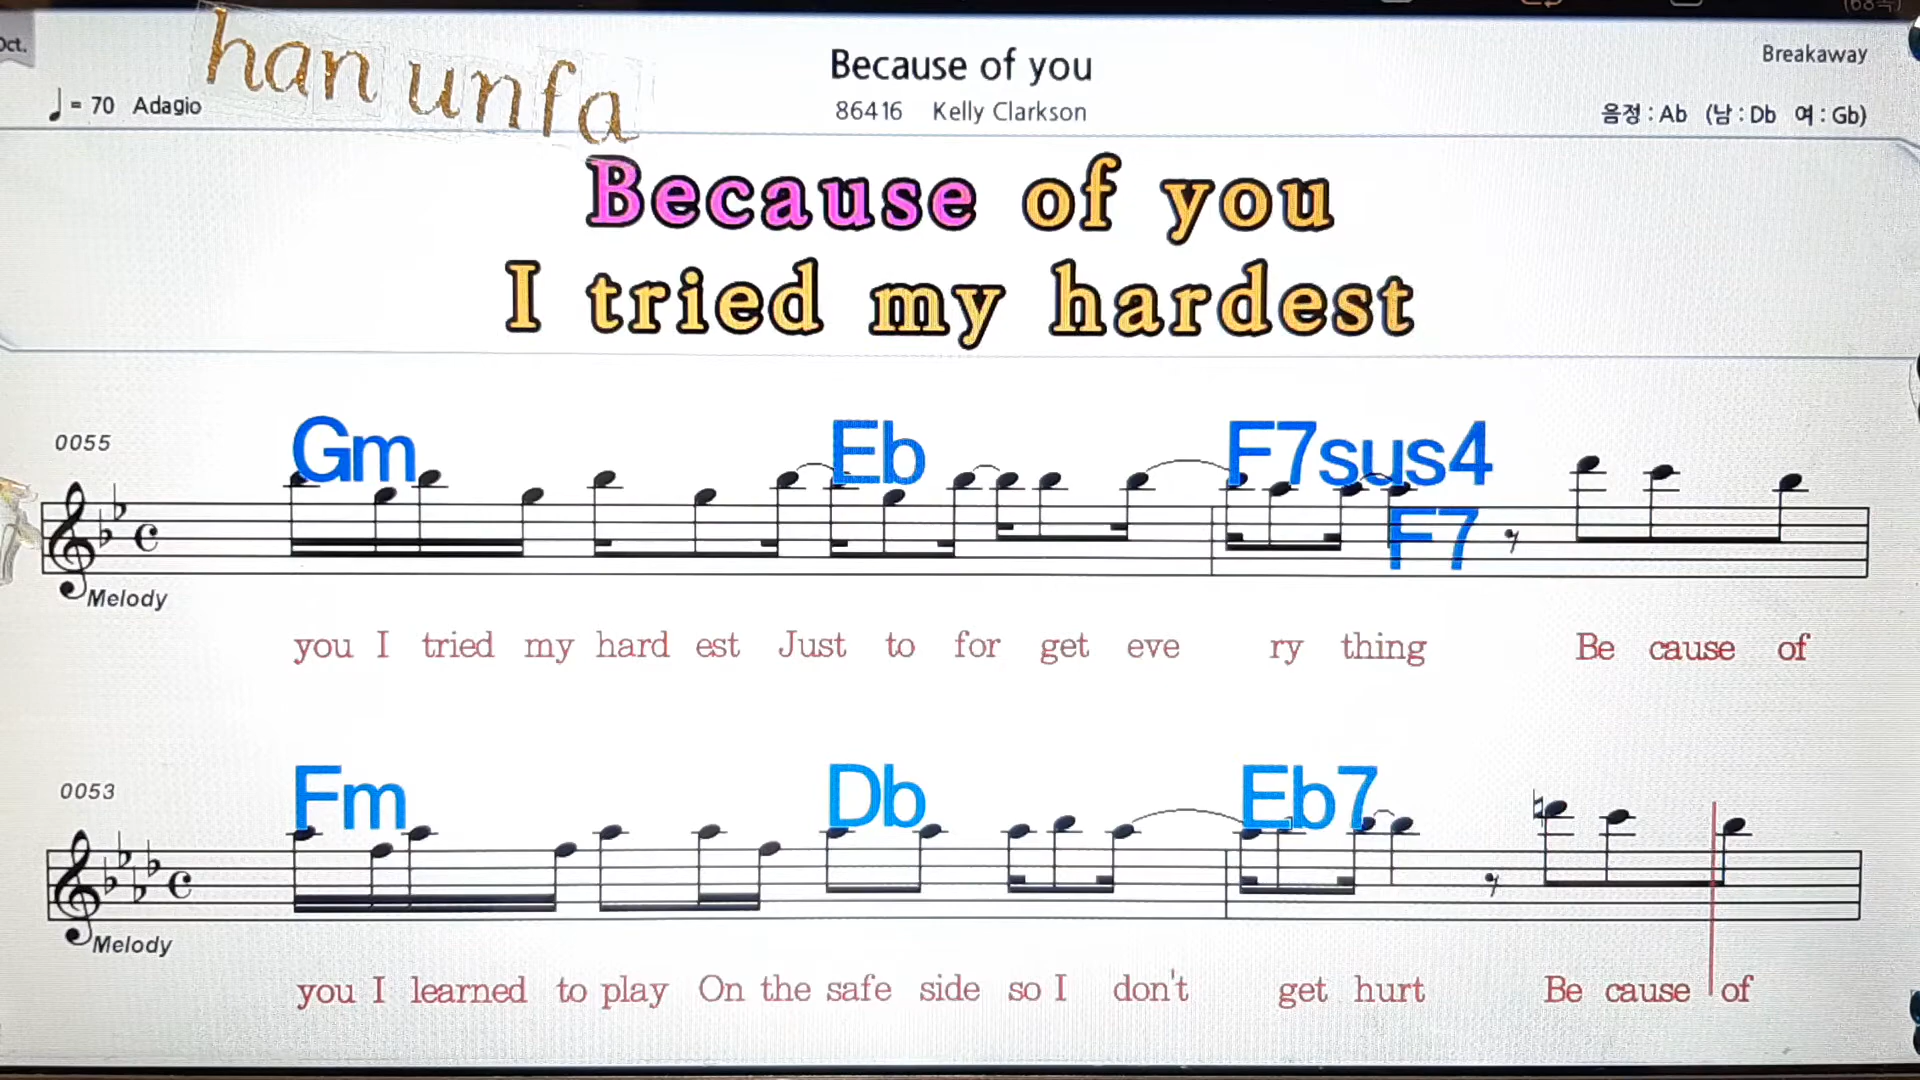 (68곡)
Oct.
han unfa
Because of you
Breakaway
♩ = 70 Adagio
86416 Kelly Clarkson
음정 : Ab (남 : Db 여 : Gb)
Because of you
I tried my hardest
0055
Gm Eb F7sus4
F7
Melody
you I tried my hard est Just to for get eve ry thing Be cause of
0053
Fm Db Eb7
Melody
you I learned to play On the safe side so I don't get hurt Be cause of